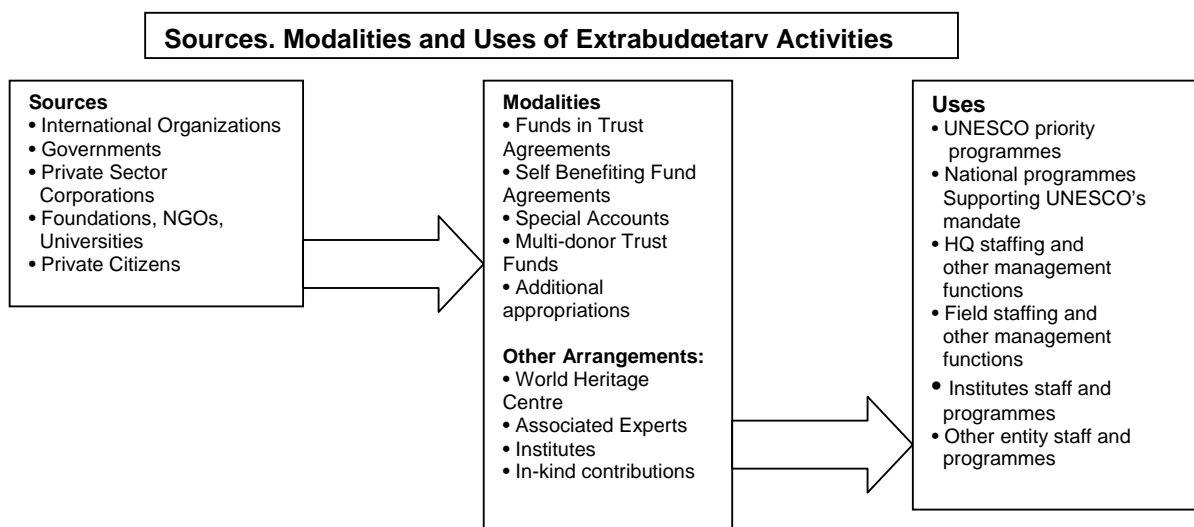 Sources, Modalities and Uses of Extrabudgetary Activities
Sources
• International Organizations
• Governments
• Private Sector
Corporations
• Foundations, NGOs,
Universities
• Private Citizens
Modalities
• Funds in Trust
Agreements
• Self Benefiting Fund
Agreements
• Special Accounts
• Multi-donor Trust
Funds
• Additional
appropriations
Other Arrangements:
• World Heritage
Centre
• Associated Experts
• Institutes
• In-kind contributions
Uses
• UNESCO priority
programmes
• National programmes
Supporting UNESCO’s
mandate
• HQ staffing and
other management
functions
• Field staffing and
other management
functions
• Institutes staff and
programmes
• Other entity staff and
programmes